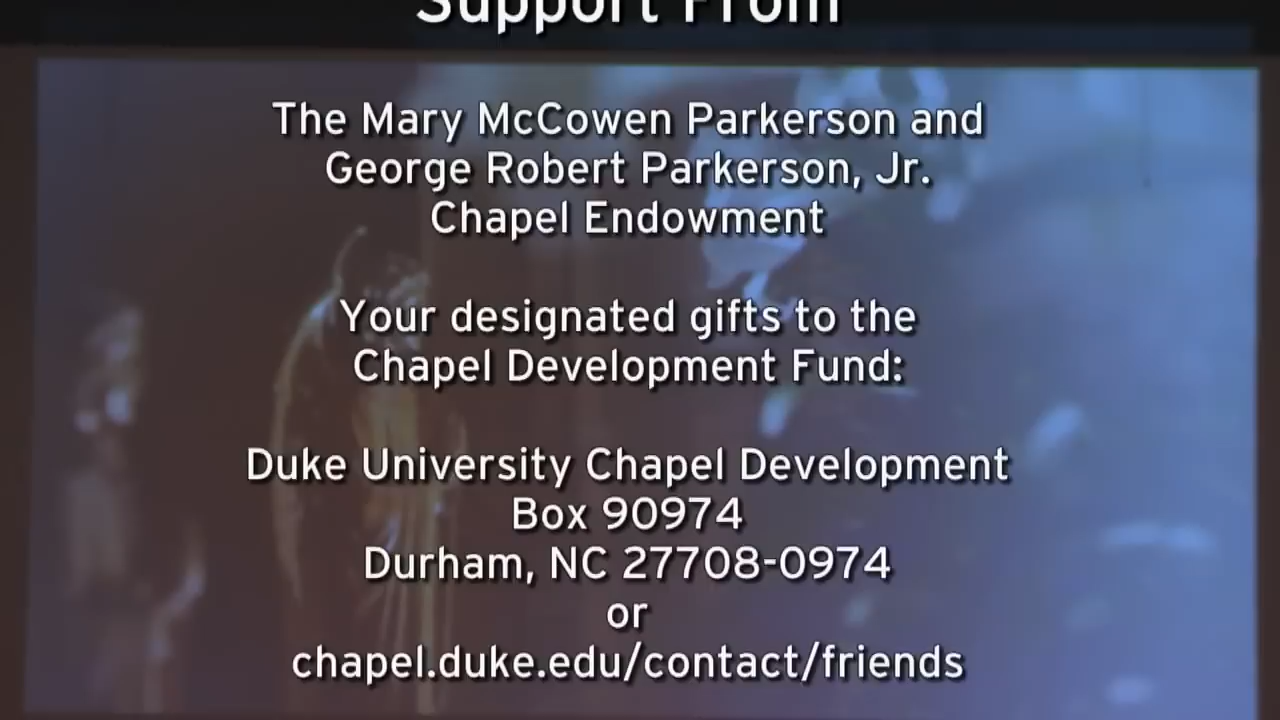 Support From
The Mary McCowen Parkerson and
George Robert Parkerson, Jr.
Chapel Endowment
Your designated gifts to the
Chapel Development Fund:
Duke University Chapel Development
Box 90974
Durham, NC 27708-0974
or
chapel.duke.edu/contact/friends